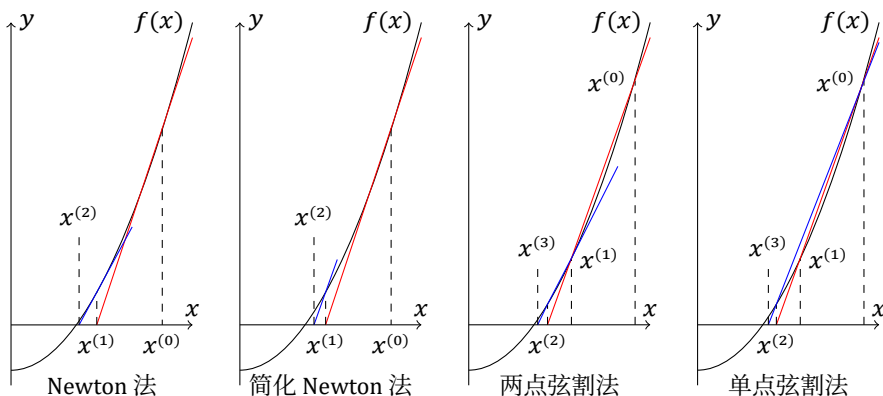 y
f(x)
x^(2)
x
x^(1)
x^(0)
Newton 法
y
f(x)
x^(2)
x
x^(1)
x^(0)
简化 Newton 法
y
f(x)
x^(0)
x^(3)
x^(1)
x
x^(2)
两点弦割法
y
f(x)
x^(0)
x^(3)
x^(1)
x
x^(2)
单点弦割法